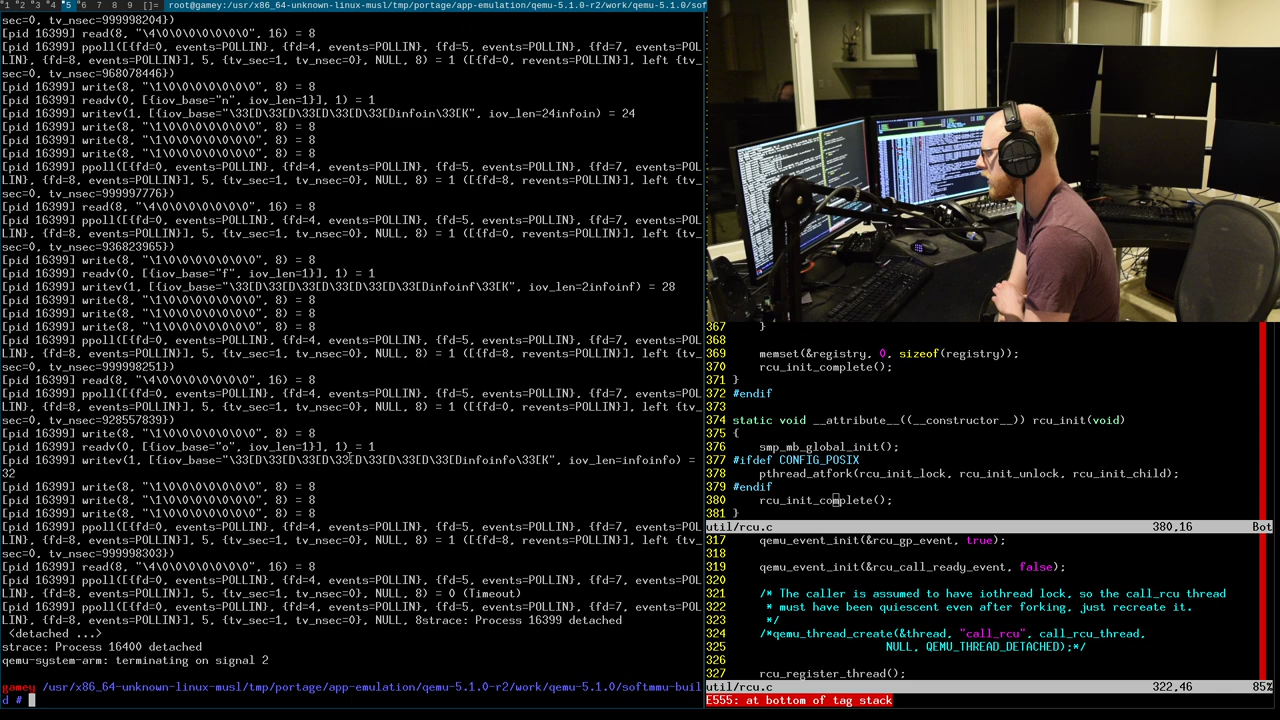 *1 *2 *3 *4 *5 6 7 8 9 []= root@gamey:/usr/x86_64-unknown-linux-musl/tmp/portage/app-emulation/qemu-5.1.0-r2/work/qemu-5.1.0/sof
sec=0, tv_nsec=999998204})
[pid 16399] read(8, "\4\0\0\0\0\0\0\0", 16) = 8
[pid 16399] ppoll([{fd=0, events=POLLIN}, {fd=4, events=POLLIN}, {fd=5, events=POLLIN}, {fd=7, events=POL
LIN}, {fd=8, events=POLLIN}], 5, {tv_sec=1, tv_nsec=0}, NULL, 8) = 1 ([{fd=0, revents=POLLIN}], left {tv_
sec=0, tv_nsec=968078446})
[pid 16399] write(8, "\1\0\0\0\0\0\0\0", 8) = 8
[pid 16399] readv(0, [{iov_base="n", iov_len=1}], 1) = 1
[pid 16399] writev(1, [{iov_base="\33[D\33[D\33[D\33[D\33[Dinfoin\33[K", iov_len=24infoin) = 24
[pid 16399] write(8, "\1\0\0\0\0\0\0\0", 8) = 8
[pid 16399] write(8, "\1\0\0\0\0\0\0\0", 8) = 8
[pid 16399] write(8, "\1\0\0\0\0\0\0\0", 8) = 8
[pid 16399] ppoll([{fd=0, events=POLLIN}, {fd=4, events=POLLIN}, {fd=5, events=POLLIN}, {fd=7, events=POL
LIN}, {fd=8, events=POLLIN}], 5, {tv_sec=1, tv_nsec=0}, NULL, 8) = 1 ([{fd=8, revents=POLLIN}], left {tv_
sec=0, tv_nsec=999997776})
[pid 16399] read(8, "\4\0\0\0\0\0\0\0", 16) = 8
[pid 16399] ppoll([{fd=0, events=POLLIN}, {fd=4, events=POLLIN}, {fd=5, events=POLLIN}, {fd=7, events=POL
LIN}, {fd=8, events=POLLIN}], 5, {tv_sec=1, tv_nsec=0}, NULL, 8) = 1 ([{fd=0, revents=POLLIN}], left {tv_
sec=0, tv_nsec=936823965})
[pid 16399] write(8, "\1\0\0\0\0\0\0\0", 8) = 8
[pid 16399] readv(0, [{iov_base="f", iov_len=1}], 1) = 1
[pid 16399] writev(1, [{iov_base="\33[D\33[D\33[D\33[D\33[D\33[Dinfoinf\33[K", iov_len=2infoinf) = 28
[pid 16399] write(8, "\1\0\0\0\0\0\0\0", 8) = 8
[pid 16399] write(8, "\1\0\0\0\0\0\0\0", 8) = 8
[pid 16399] write(8, "\1\0\0\0\0\0\0\0", 8) = 8
[pid 16399] ppoll([{fd=0, events=POLLIN}, {fd=4, events=POLLIN}, {fd=5, events=POLLIN}, {fd=7, events=POL
LIN}, {fd=8, events=POLLIN}], 5, {tv_sec=1, tv_nsec=0}, NULL, 8) = 1 ([{fd=8, revents=POLLIN}], left {tv_
sec=0, tv_nsec=999998251})
[pid 16399] read(8, "\4\0\0\0\0\0\0\0", 16) = 8
[pid 16399] ppoll([{fd=0, events=POLLIN}, {fd=4, events=POLLIN}, {fd=5, events=POLLIN}, {fd=7, events=POL
LIN}, {fd=8, events=POLLIN}], 5, {tv_sec=1, tv_nsec=0}, NULL, 8) = 1 ([{fd=0, revents=POLLIN}], left {tv_
sec=0, tv_nsec=928557839})
[pid 16399] write(8, "\1\0\0\0\0\0\0\0", 8) = 8
[pid 16399] readv(0, [{iov_base="o", iov_len=1}], 1) = 1
[pid 16399] writev(1, [{iov_base="\33[D\33[D\33[D\33[D\33[D\33[D\33[Dinfoinfo\33[K", iov_len=infoinfo) =
32
[pid 16399] write(8, "\1\0\0\0\0\0\0\0", 8) = 8
[pid 16399] write(8, "\1\0\0\0\0\0\0\0", 8) = 8
[pid 16399] write(8, "\1\0\0\0\0\0\0\0", 8) = 8
[pid 16399] ppoll([{fd=0, events=POLLIN}, {fd=4, events=POLLIN}, {fd=5, events=POLLIN}, {fd=7, events=POL
LIN}, {fd=8, events=POLLIN}], 5, {tv_sec=1, tv_nsec=0}, NULL, 8) = 1 ([{fd=8, revents=POLLIN}], left {tv_
sec=0, tv_nsec=999998303})
[pid 16399] read(8, "\4\0\0\0\0\0\0\0", 16) = 8
[pid 16399] ppoll([{fd=0, events=POLLIN}, {fd=4, events=POLLIN}, {fd=5, events=POLLIN}, {fd=7, events=POL
LIN}, {fd=8, events=POLLIN}], 5, {tv_sec=1, tv_nsec=0}, NULL, 8) = 0 (Timeout)
[pid 16399] ppoll([{fd=0, events=POLLIN}, {fd=4, events=POLLIN}, {fd=5, events=POLLIN}, {fd=7, events=POL
LIN}, {fd=8, events=POLLIN}], 5, {tv_sec=1, tv_nsec=0}, NULL, 8strace: Process 16399 detached
<detached ...>
strace: Process 16400 detached
qemu-system-arm: terminating on signal 2
gamey /usr/x86_64-unknown-linux-musl/tmp/portage/app-emulation/qemu-5.1.0-r2/work/qemu-5.1.0/softmmu-buil
d #
367 }
368
369 memset(&registry, 0, sizeof(registry));
370 rcu_init_complete();
371 }
372 #endif
373
374 static void __attribute__((__constructor__)) rcu_init(void)
375 {
376 smp_mb_global_init();
377 #ifdef CONFIG_POSIX
378 pthread_atfork(rcu_init_lock, rcu_init_unlock, rcu_init_child);
379 #endif
380 rcu_init_complete();
381 }
util/rcu.c 380,16 Bot
317 qemu_event_init(&rcu_gp_event, true);
318
319 qemu_event_init(&rcu_call_ready_event, false);
320
321 /* The caller is assumed to have iothread lock, so the call_rcu thread
322 * must have been quiescent even after forking, just recreate it.
323 */
324 /*qemu_thread_create(&thread, "call_rcu", call_rcu_thread,
325 NULL, QEMU_THREAD_DETACHED);*/
326
327 rcu_register_thread();
util/rcu.c 322,46 85%
E555: at bottom of tag stack